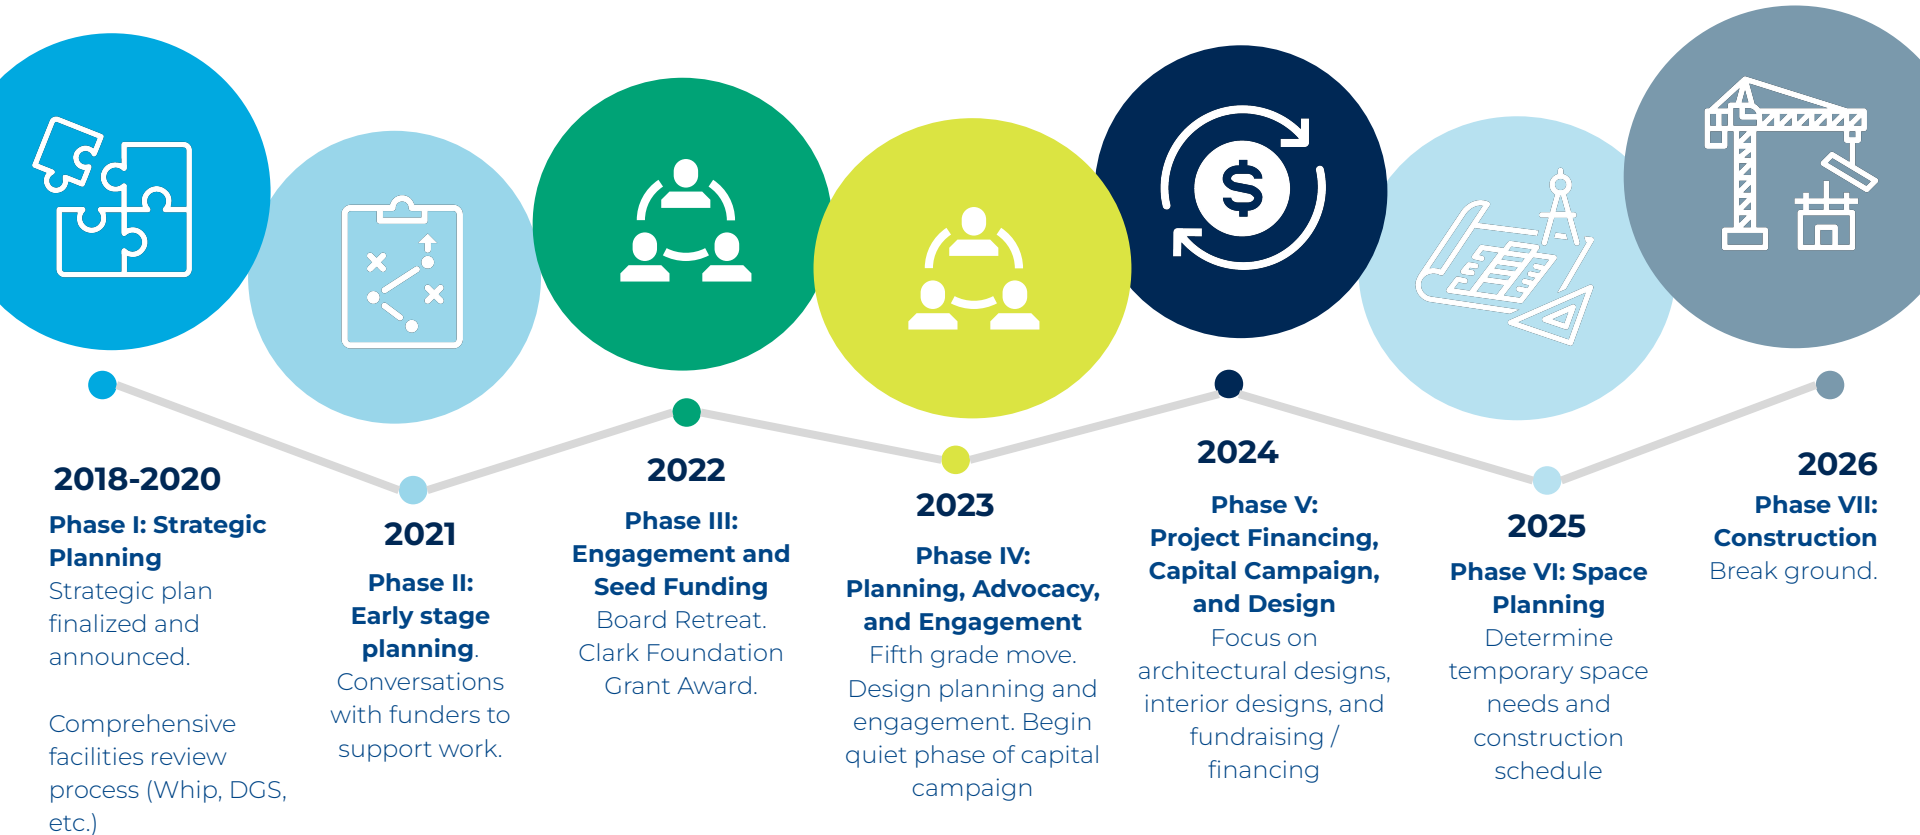 2018-2020
Phase I: Strategic
Planning
Strategic plan
finalized and
announced.
Comprehensive
facilities review
process (Whip, DGS,
etc.)
2021
Phase II:
Early stage
planning.
Conversations
with funders to
support work.
2022
Phase III:
Engagement and
Seed Funding
Board Retreat.
Clark Foundation
Grant Award.
2023
Phase IV:
Planning, Advocacy,
and Engagement
Fifth grade move.
Design planning and
engagement. Begin
quiet phase of capital
campaign
$
2024
Phase V:
Project Financing,
Capital Campaign,
and Design
Focus on
architectural designs,
interior designs, and
fundraising /
financing
2025
Phase VI: Space
Planning
Determine
temporary space
needs and
construction
schedule
2026
Phase VII:
Construction
Break ground.